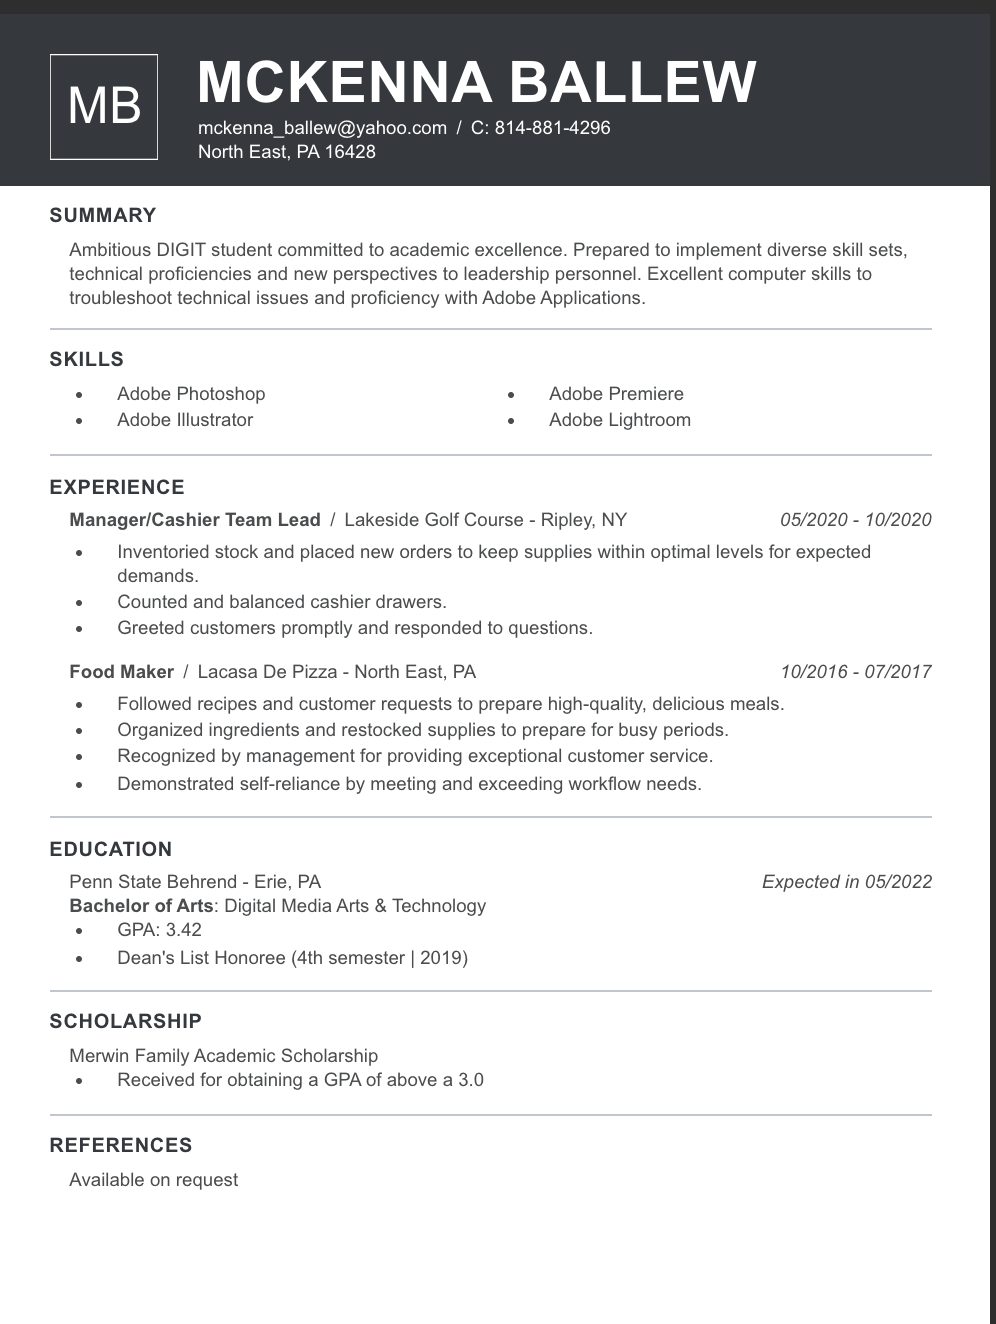 MB
MCKENNA BALLEW
mckenna_ballew@yahoo.com / C: 814-881-4296
North East, PA 16428
SUMMARY
Ambitious DIGIT student committed to academic excellence. Prepared to implement diverse skill sets,
technical proficiencies and new perspectives to leadership personnel. Excellent computer skills to
troubleshoot technical issues and proficiency with Adobe Applications.
SKILLS
• Adobe Photoshop
• Adobe Illustrator
• Adobe Premiere
• Adobe Lightroom
EXPERIENCE
Manager/Cashier Team Lead / Lakeside Golf Course - Ripley, NY 05/2020 - 10/2020
• Inventoried stock and placed new orders to keep supplies within optimal levels for expected
demands.
• Counted and balanced cashier drawers.
• Greeted customers promptly and responded to questions.
Food Maker / Lacasa De Pizza - North East, PA 10/2016 - 07/2017
• Followed recipes and customer requests to prepare high-quality, delicious meals.
• Organized ingredients and restocked supplies to prepare for busy periods.
• Recognized by management for providing exceptional customer service.
• Demonstrated self-reliance by meeting and exceeding workflow needs.
EDUCATION
Penn State Behrend - Erie, PA Expected in 05/2022
Bachelor of Arts: Digital Media Arts & Technology
• GPA: 3.42
• Dean's List Honoree (4th semester | 2019)
SCHOLARSHIP
Merwin Family Academic Scholarship
• Received for obtaining a GPA of above a 3.0
REFERENCES
Available on request